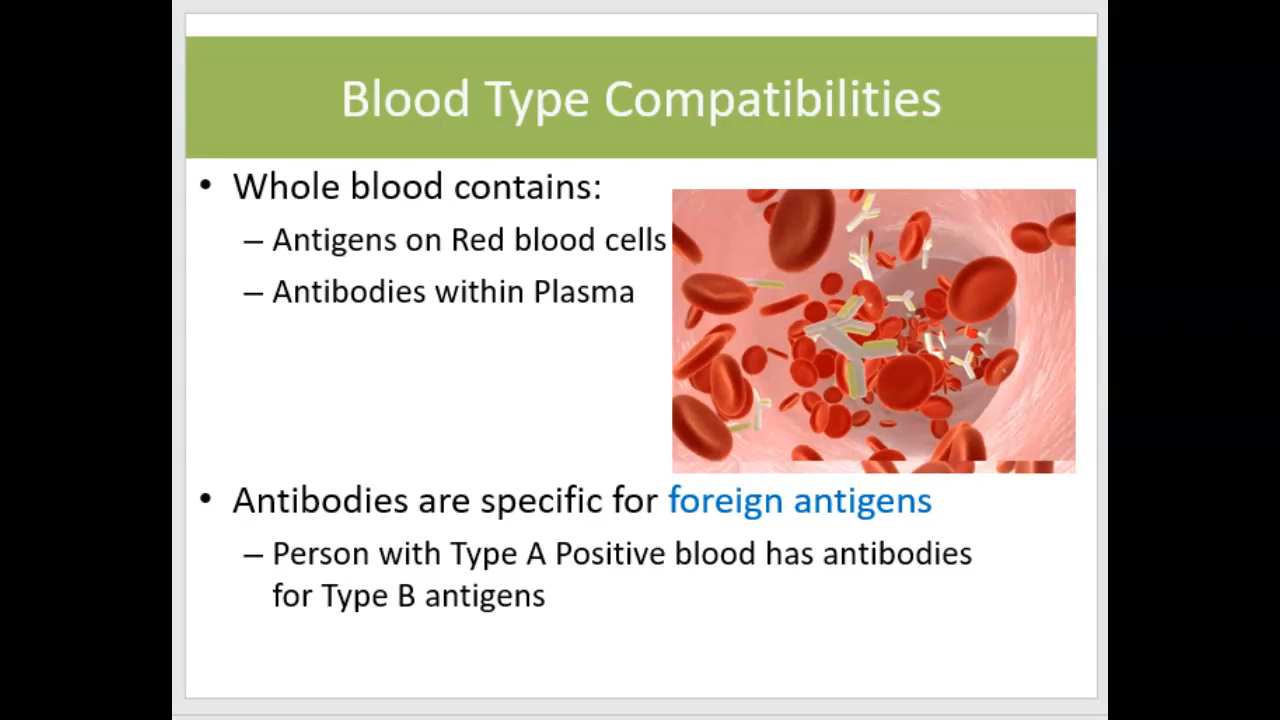 Blood Type Compatibilities
• Whole blood contains:
– Antigens on Red blood cells
– Antibodies within Plasma
• Antibodies are specific for foreign antigens
– Person with Type A Positive blood has antibodies
for Type B antigens